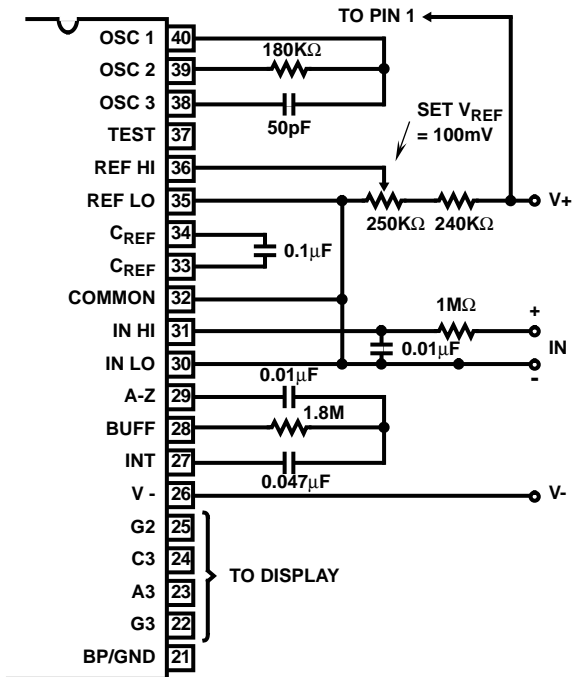 TO PIN 1
OSC 1 40
180KΩ
OSC 2 39
OSC 3 38
50pF
SET VREF
= 100mV
TEST 37
REF HI 36
REF LO 35
V+
250KΩ 240KΩ
CREF 34
0.1µF
CREF 33
COMMON 32
1MΩ
+
IN HI 31
0.01µF
IN
IN LO 30
-
0.01µF
A-Z 29
1.8M
BUFF 28
INT 27
0.047µF
V - 26
V-
G2 25
C3 24
TO DISPLAY
A3 23
G3 22
BP/GND 21